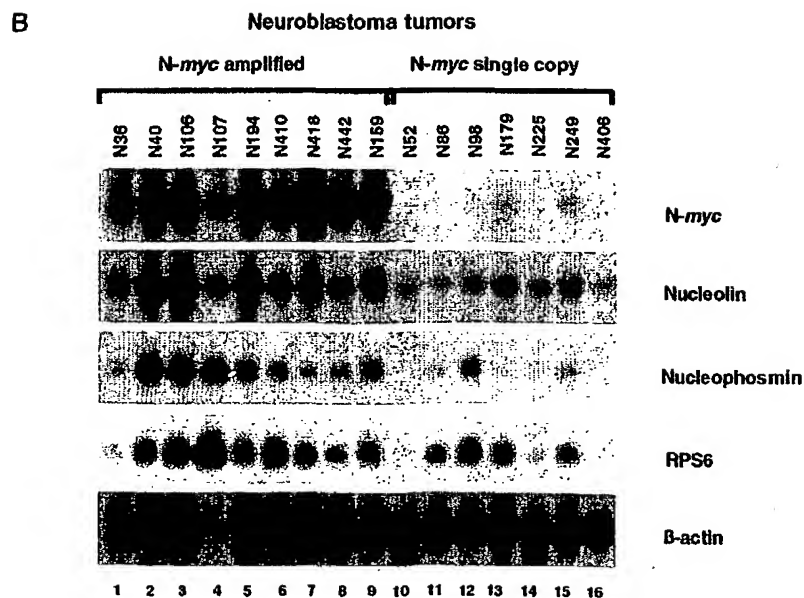 B
Neuroblastoma tumors
N-myc amplified N-myc single copy
N36 N40 N106 N107 N194 N410 N418 N442 N159 N52 N86 N98 N179 N225 N249 N406
N-myc
Nucleolin
Nucleophosmin
RPS6
β-actin
1 2 3 4 5 6 7 8 9 10 11 12 13 14 15 16